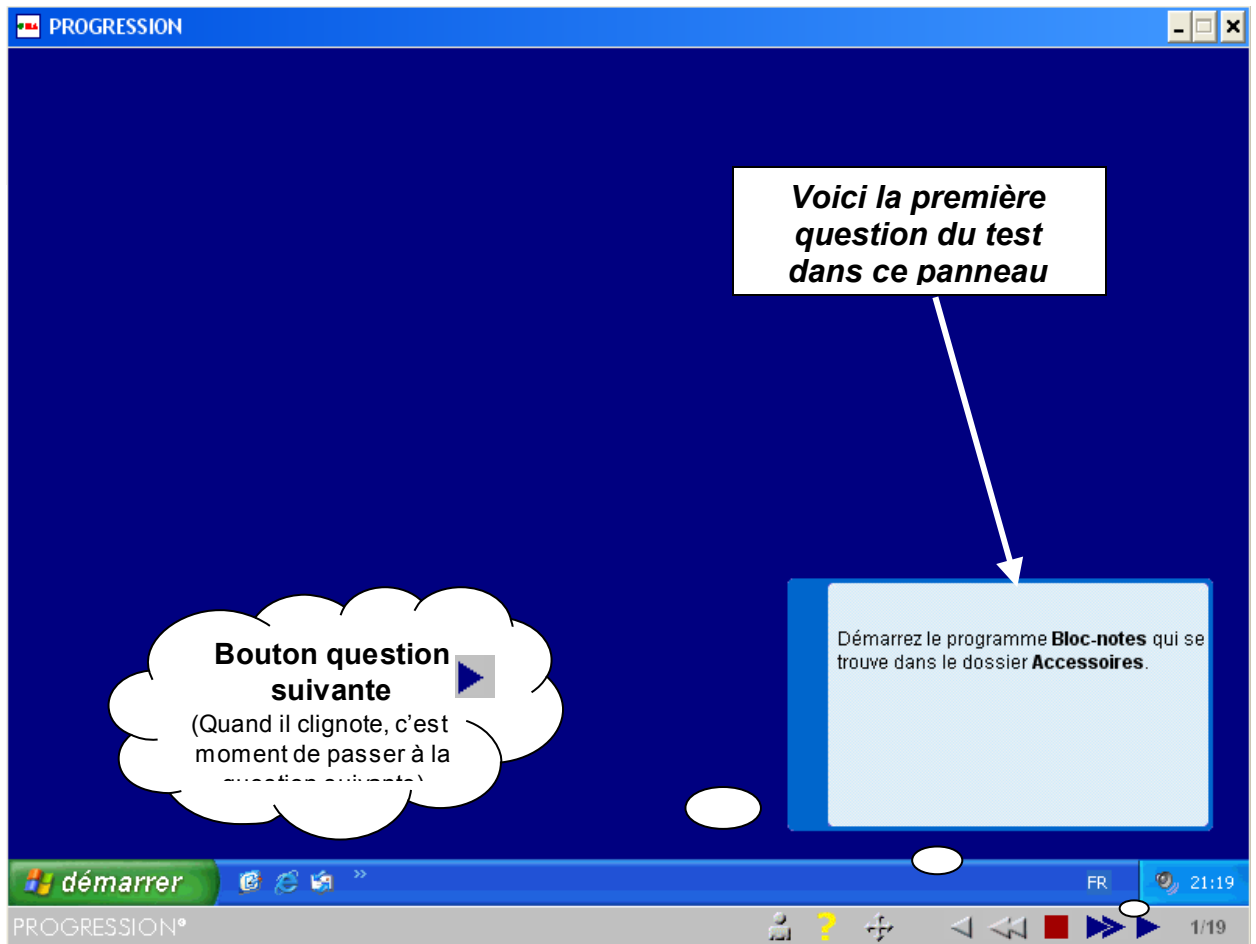 PROGRESSION
Voici la première
question du test
dans ce panneau
Démarrez le programme Bloc-notes qui se
trouve dans le dossier Accessoires.
Bouton question
suivante
(Quand il clignote, c’est
moment de passer à la
question suivante)
démarrer
FR
21:19
PROGRESSION®
1/19